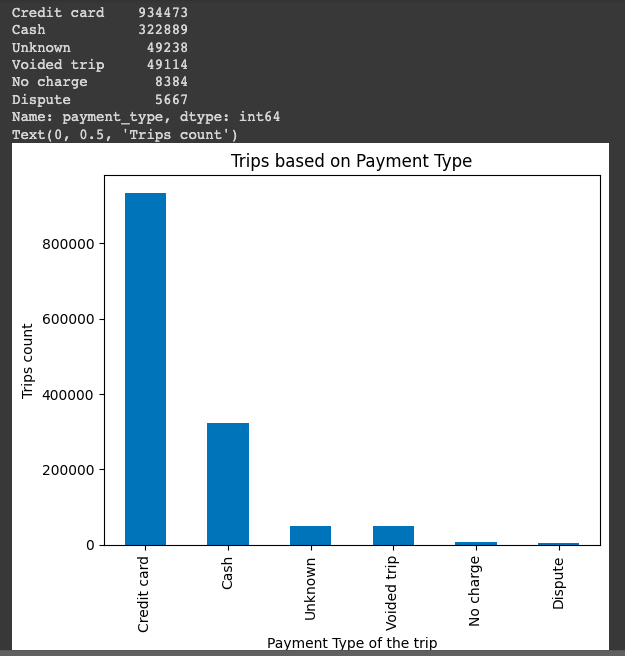 Credit card    934473
Cash           322889
Unknown         49238
Voided trip     49114
No charge        8384
Dispute          5667
Name: payment_type, dtype: int64
Text(0, 0.5, 'Trips count')
Trips based on Payment Type
Trips count
800000
600000
400000
200000
0
Credit card
Cash
Unknown
Voided trip
No charge
Dispute
Payment Type of the trip